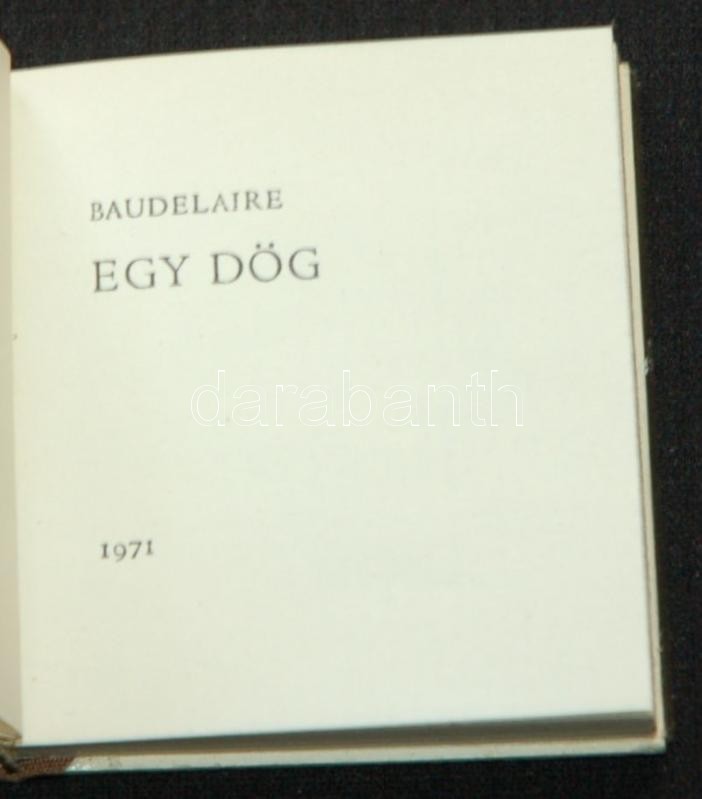 BAUDELAIRE
EGY DÖG
darabanth
1971